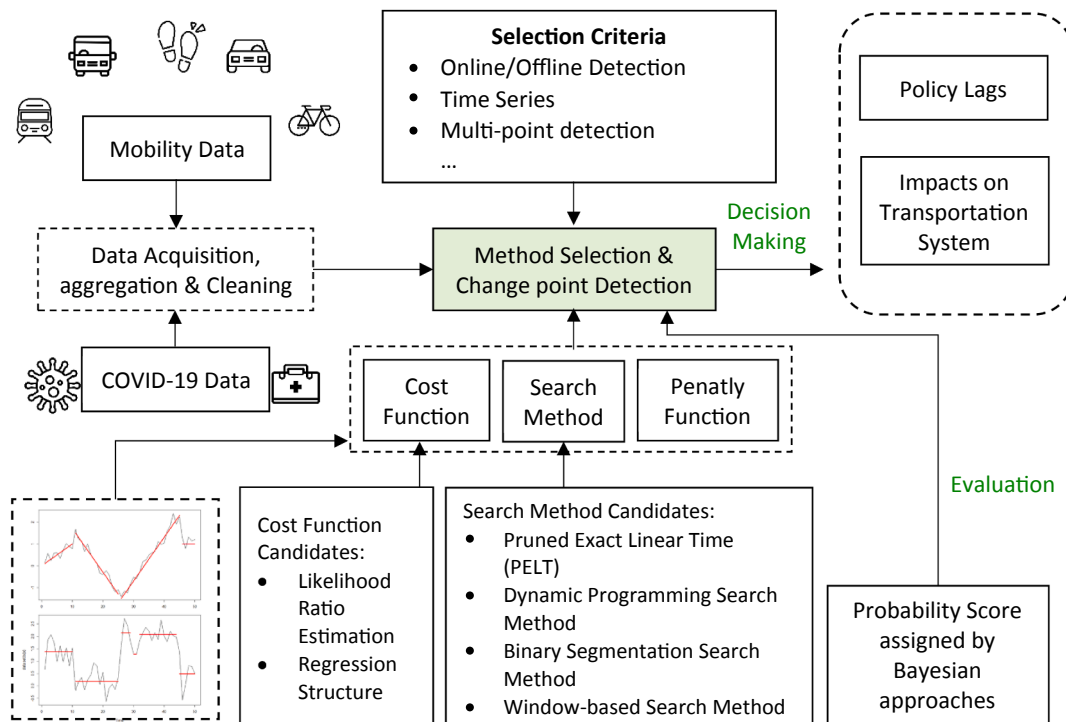 Selection Criteria
• Online/Offline Detection
• Time Series
• Multi-point detection
...
Policy Lags
Impacts on
Transportation
System
Mobility Data
Decision
Making
Data Acquisition,
aggregation & Cleaning
Method Selection &
Change point Detection
COVID-19 Data
Cost
Function
Search
Method
Penatly
Function
Evaluation
Cost Function
Candidates:
• Likelihood
Ratio
Estimation
• Regression
Structure
Search Method Candidates:
• Pruned Exact Linear Time
(PELT)
• Dynamic Programming Search
Method
• Binary Segmentation Search
Method
• Window-based Search Method
Probability Score
assigned by
Bayesian
approaches